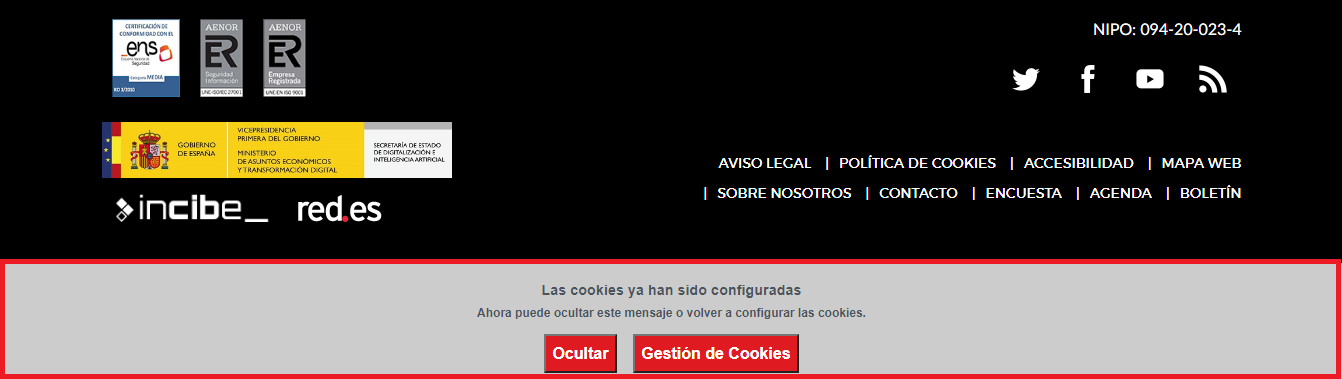 CERTIFICACIÓN DE
CONFORMIDAD CON EL
ens
Esquema Nacional de
Seguridad
Categoría MEDIA
RD 3/2010
AENOR
ER
Seguridad
Información
UNE-ISO/IEC 27001
AENOR
ER
Empresa
Registrada
UNE-EN ISO 9001
NIPO: 094-20-023-4
GOBIERNO
DE ESPAÑA
VICEPRESIDENCIA
PRIMERA DEL GOBIERNO
MINISTERIO
DE ASUNTOS ECONÓMICOS
Y TRANSFORMACIÓN DIGITAL
SECRETARÍA DE ESTADO
DE DIGITALIZACIÓN E
INTELIGENCIA ARTIFICIAL
incibe_
red.es
AVISO LEGAL | POLÍTICA DE COOKIES | ACCESIBILIDAD | MAPA WEB
| SOBRE NOSOTROS | CONTACTO | ENCUESTA | AGENDA | BOLETÍN
Las cookies ya han sido configuradas
Ahora puede ocultar este mensaje o volver a configurar las cookies.
Ocultar Gestión de Cookies